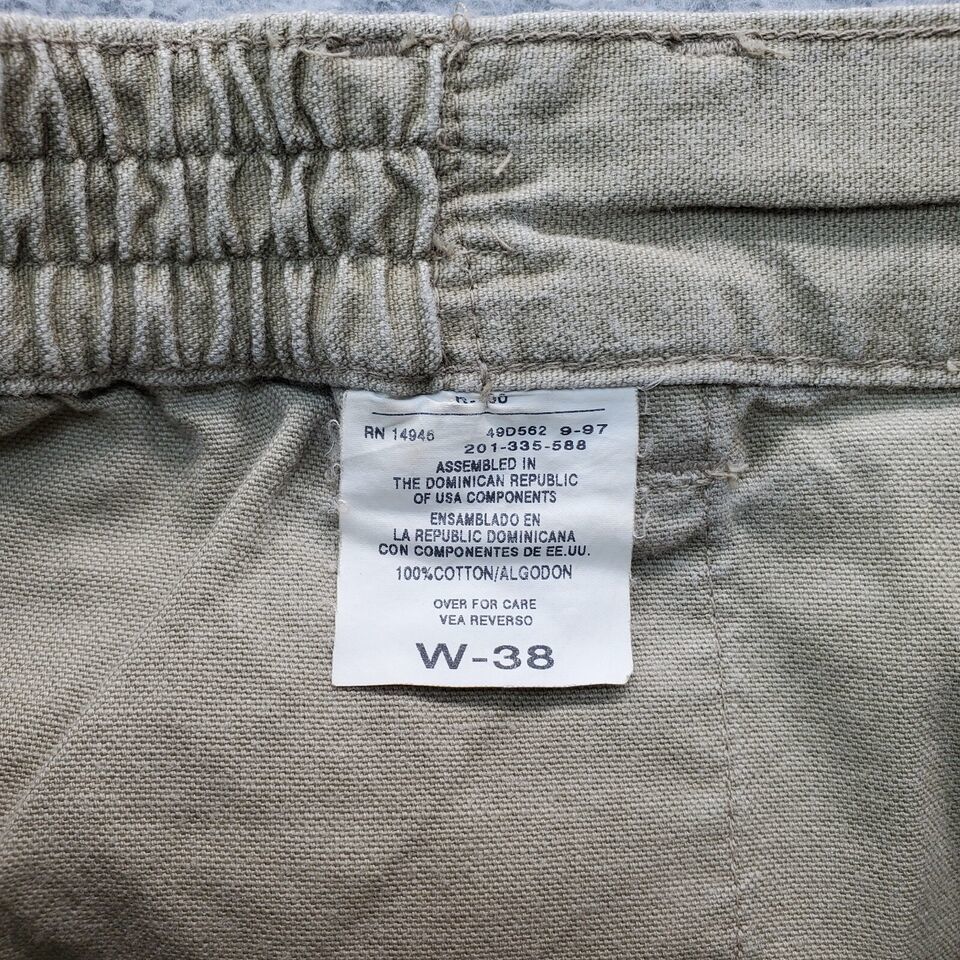 RN 14946 49D562 9-97
201-335-588
ASSEMBLED IN
THE DOMINICAN REPUBLIC
OF USA COMPONENTS
ENSAMBLADO EN
LA REPUBLIC DOMINICANA
CON COMPONENTES DE EE.UU.
100%COTTON/ALGODON
OVER FOR CARE
VEA REVERSO
W-38